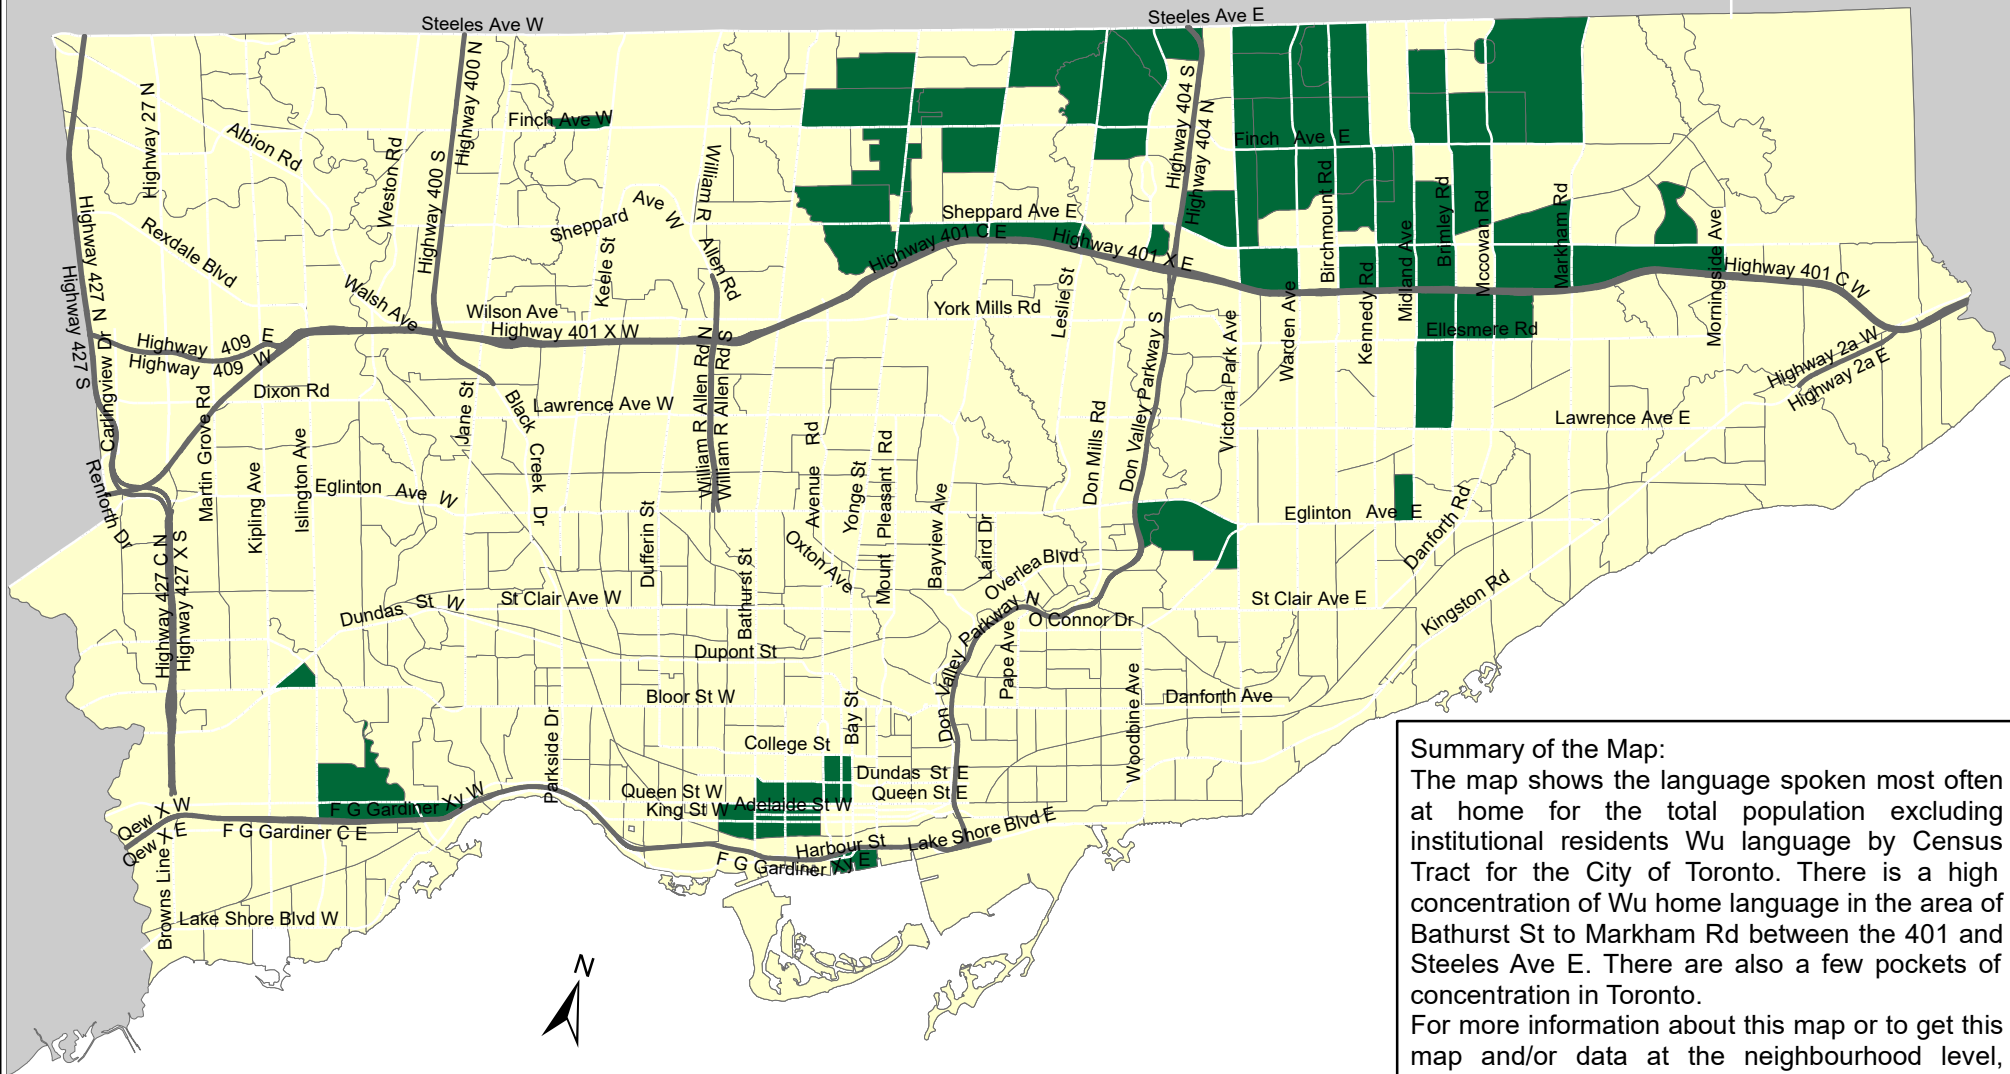 Steeles Ave W
Steeles Ave E
Highway 27 N
Albion Rd
Weston Rd
Highway 400 N
Highway 400 S
Finch Ave W
William R Allen Rd
Highway 404 S
Highway 404 N
Finch Ave E
Birchmount Rd
Brimley Rd
Mccowan Rd
Markham Rd
Morningside Ave
Midland Ave
Rexdale Blvd
Sheppard Ave W
Keele St
Sheppard Ave E
Highway 401 C E
Highway 401 X E
Highway 401 C W
Highway 427 N
Highway 427 S
Walsh Ave
Wilson Ave
Highway 401 X W
York Mills Rd
Leslie St
Ellesmere Rd
Highway 409 E
Highway 409 W
Highway 2a W
Highway 2a E
Carlingview Dr
Martin Grove Rd
Dixon Rd
Jane St
Black Creek Dr
Lawrence Ave W
William R Allen Rd N
William R Allen Rd S
Avenue Rd
Yonge St
Mount Pleasant Rd
Don Mills Rd
Don Valley Parkway S
Victoria Park Ave
Warden Ave
Kennedy Rd
Lawrence Ave E
Renforth Dr
Kipling Ave
Islington Ave
Eglinton Ave W
Dufferin St
Bathurst St
Oxton Ave
Bayview Ave
Laird Dr
Overlea Blvd
Eglinton Ave E
Danforth Rd
Kingston Rd
Highway 427 C N
Highway 427 X S
Dundas St W
St Clair Ave W
St Clair Ave E
O Connor Dr
Don Valley Parkway N
Pape Ave
Dupont St
Bloor St W
Danforth Ave
Woodbine Ave
Parkside Dr
College St
Bay St
Dundas St E
Queen St E
Queen St W
King St W
Adelaide St W
Qew X W
Qew X E
F G Gardiner Xy W
F G Gardiner C E
Harbour St
Lake Shore Blvd E
F G Gardiner Xy E
Browns Line
Lake Shore Blvd W
N
Summary of the Map:
The map shows the language spoken most often
at home for the total population excluding
institutional residents Wu language by Census
Tract for the City of Toronto. There is a high
concentration of Wu home language in the area of
Bathurst St to Markham Rd between the 401 and
Steeles Ave E. There are also a few pockets of
concentration in Toronto.
For more information about this map or to get this
map and/or data at the neighbourhood level,